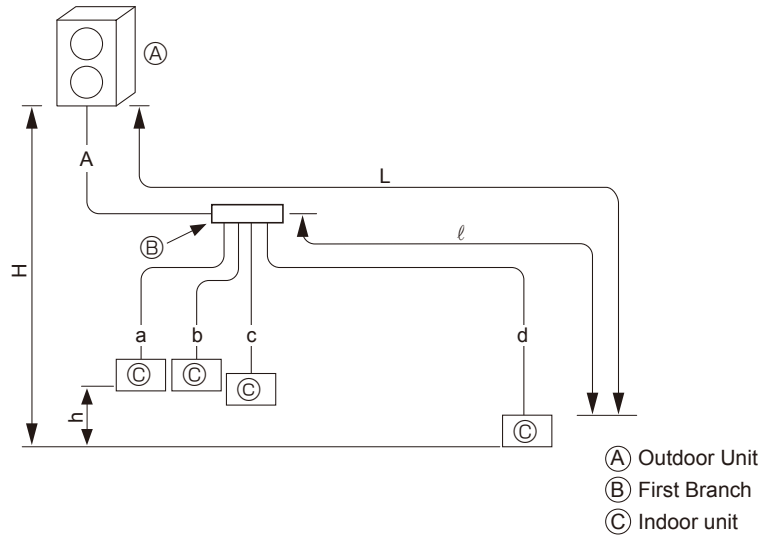 Ⓐ
A
L
Ⓑ
ℓ
H
a
b
c
d
Ⓒ
Ⓒ
Ⓒ
h
Ⓒ
Ⓐ Outdoor Unit
Ⓑ First Branch
Ⓒ Indoor unit